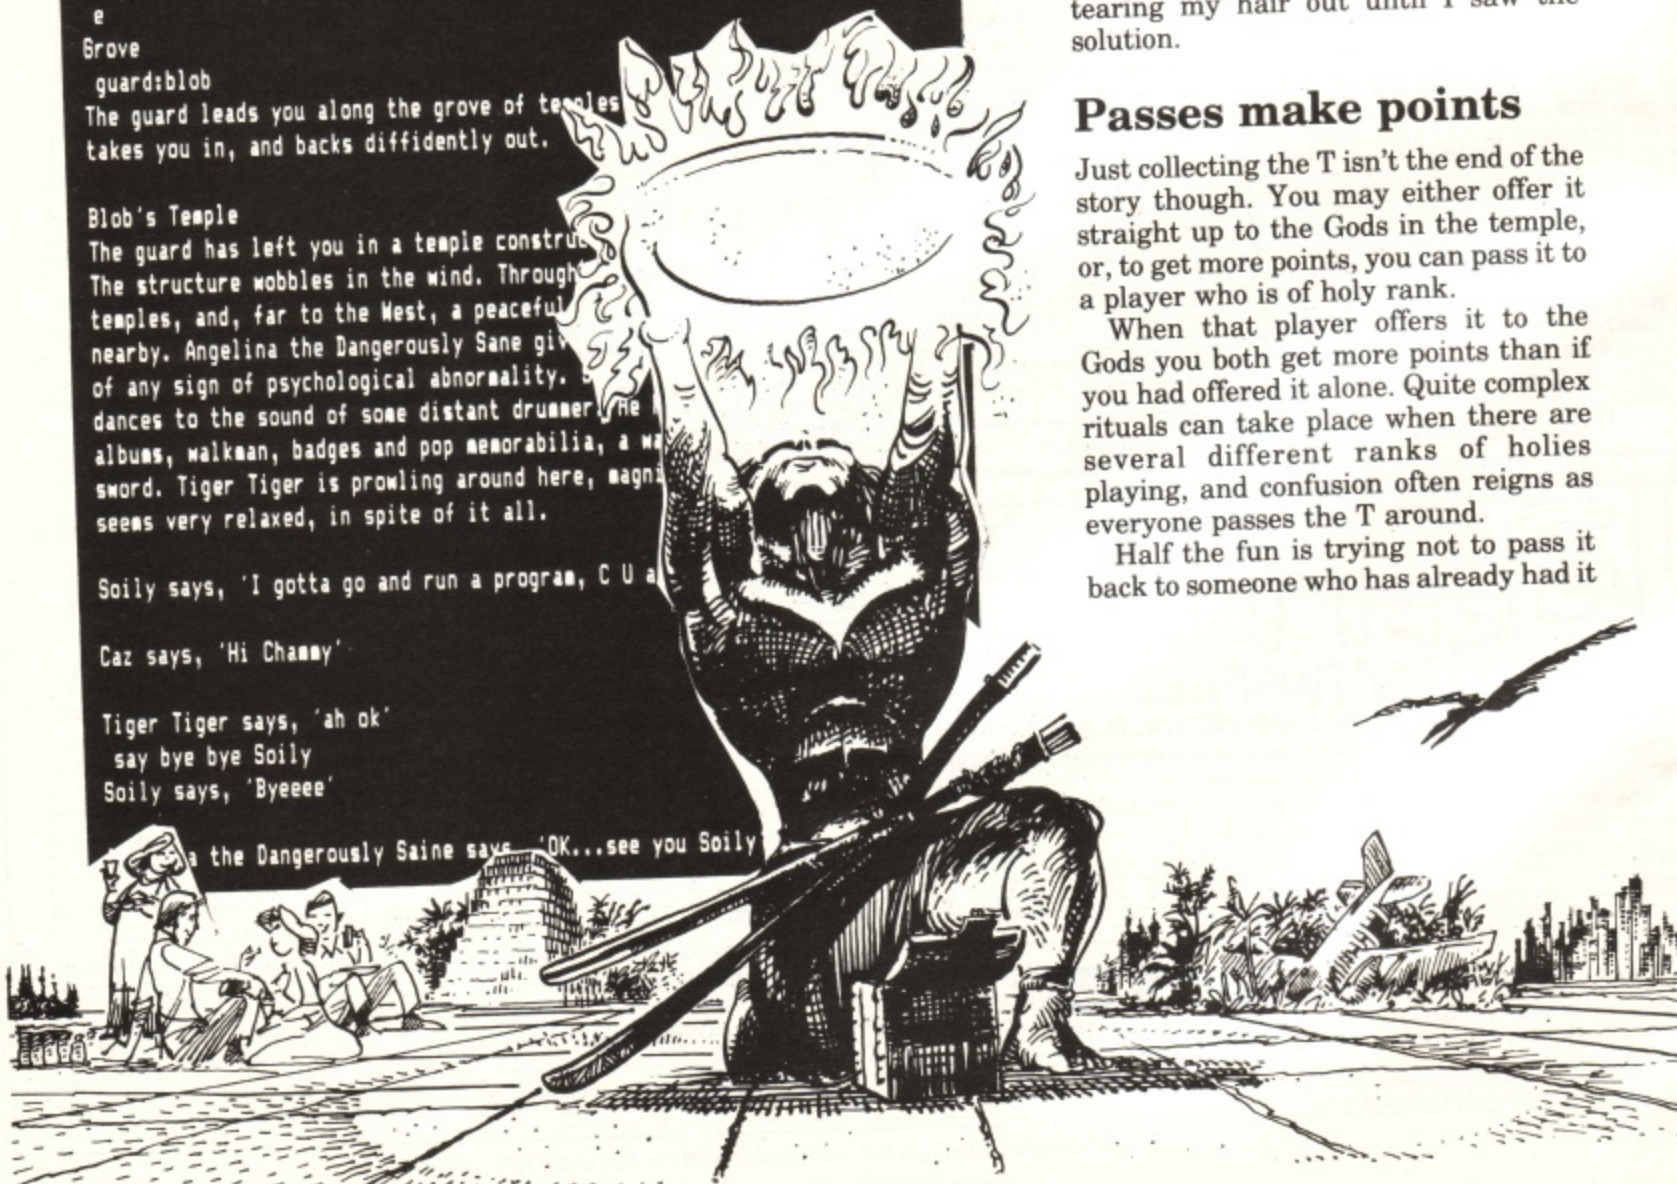 e
Grove
guard:blob
The guard leads you along the grove of temples
takes you in, and backs diffidently out.
Blob's Temple
The guard has left you in a temple constru
The structure wobbles in the wind. Through
temples, and, far to the West, a peaceful
nearby. Angelina the Dangerously Sane giv
of any sign of psychological abnormality.
dances to the sound of some distant drummer. He
albums, walkman, badges and pop memorabilia, a wa
sword. Tiger Tiger is prowling around here, magni
seems very relaxed, in spite of it all.
Soily says, 'I gotta go and run a program, C U a
Caz says, 'Hi Chammy'
Tiger Tiger says, 'ah ok'
say bye bye Soily
Soily says, 'Byeeee'
a the Dangerously Saine says, 'OK...see you Soily
tearing my hair out until I saw the
solution.
Passes make points
Just collecting the T isn't the end of the
story though. You may either offer it
straight up to the Gods in the temple,
or, to get more points, you can pass it to
a player who is of holy rank.
When that player offers it to the
Gods you both get more points than if
you had offered it alone. Quite complex
rituals can take place when there are
several different ranks of holies
playing, and confusion often reigns as
everyone passes the T around.
Half the fun is trying not to pass it
back to someone who has already had it